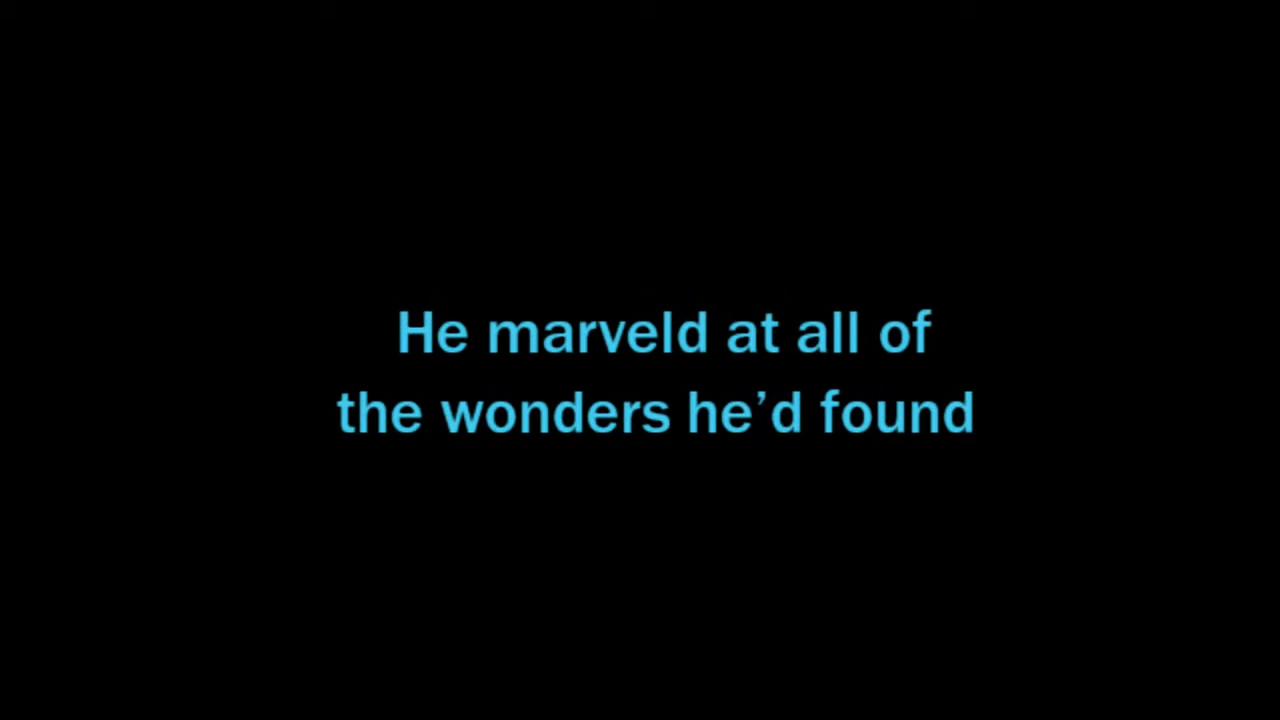 He marveld at all of
the wonders he’d found